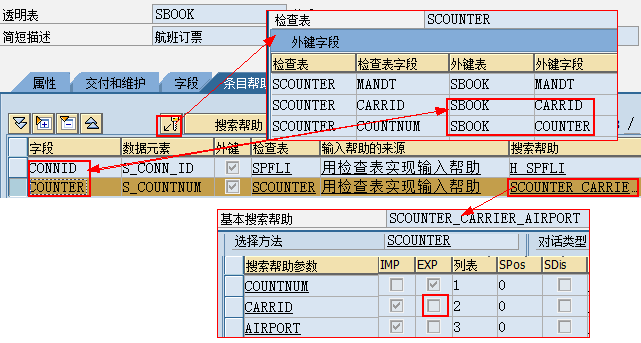 透明表 SBOOK
简短描述 航班订票
检查表 SCOUNTER
外键字段
检查表 检查表字段 外键表 外键字段
SCOUNTER MANDT SBOOK MANDT
SCOUNTER CARRID SBOOK CARRID
SCOUNTER COUNTNUM SBOOK COUNTER
属性 交付和维护 字段 条目帮助
搜索帮助 /
字段 数据元素 外键 检查表 输入帮助的来源 搜索帮助
CONNID S_CONN_ID SPFLI 用检查表实现输入帮助 H_SPFLI
COUNTER S_COUNTNUM SCOUNTER 用检查表实现输入帮助 SCOUNTER_CARRIE…
基本搜索帮助 SCOUNTER_CARRIER_AIRPORT
选择方法 SCOUNTER 对话类型
搜索帮助参数 IMP EXP 列表 SPos SDis
COUNTNUM 1 0
CARRID 2 0
AIRPORT 3 0